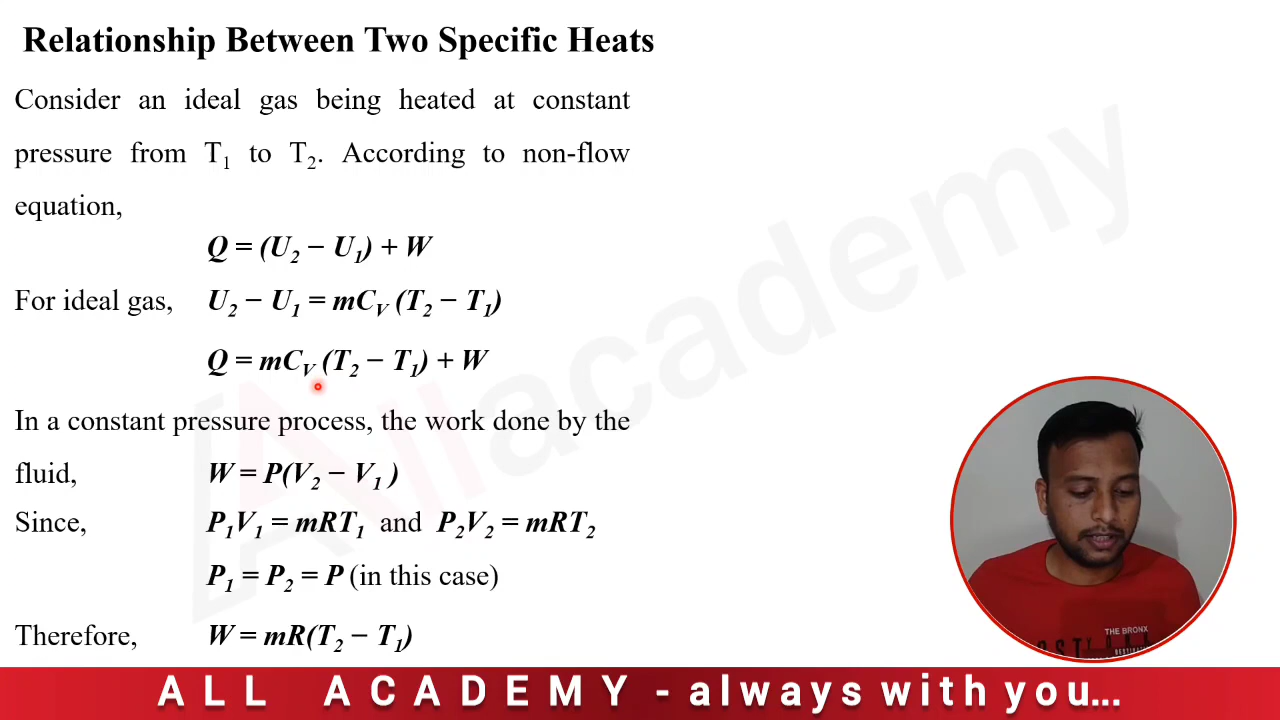 Relationship Between Two Specific Heats
Consider an ideal gas being heated at constant
pressure from T₁ to T₂. According to non-flow
equation,
Q = (U₂ − U₁) + W
For ideal gas, U₂ − U₁ = mCᵥ (T₂ − T₁)
Q = mCᵥ (T₂ − T₁) + W
In a constant pressure process, the work done by the
fluid, W = P(V₂ − V₁ )
Since, P₁V₁ = mRT₁ and P₂V₂ = mRT₂
P₁ = P₂ = P (in this case)
Therefore, W = mR(T₂ − T₁)
Allacademy
THE BRONX
ALL ACADEMY - always with you...